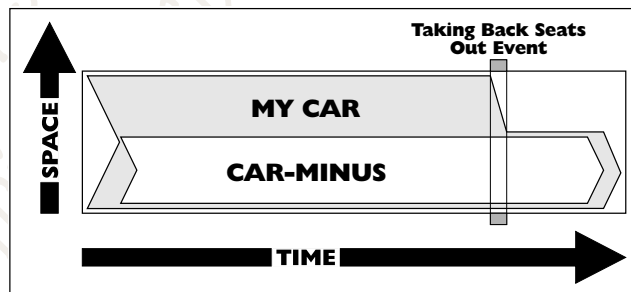 Taking Back Seats
Out Event
MY CAR
SPACE
CAR-MINUS
TIME